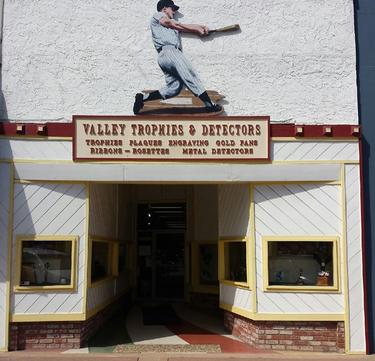 VALLEY TROPHIES & DETECTORS
TROPHIES PLAQUES ENGRAVING GOLD PANS
RIBBONS - ROSETTES METAL DETECTORS